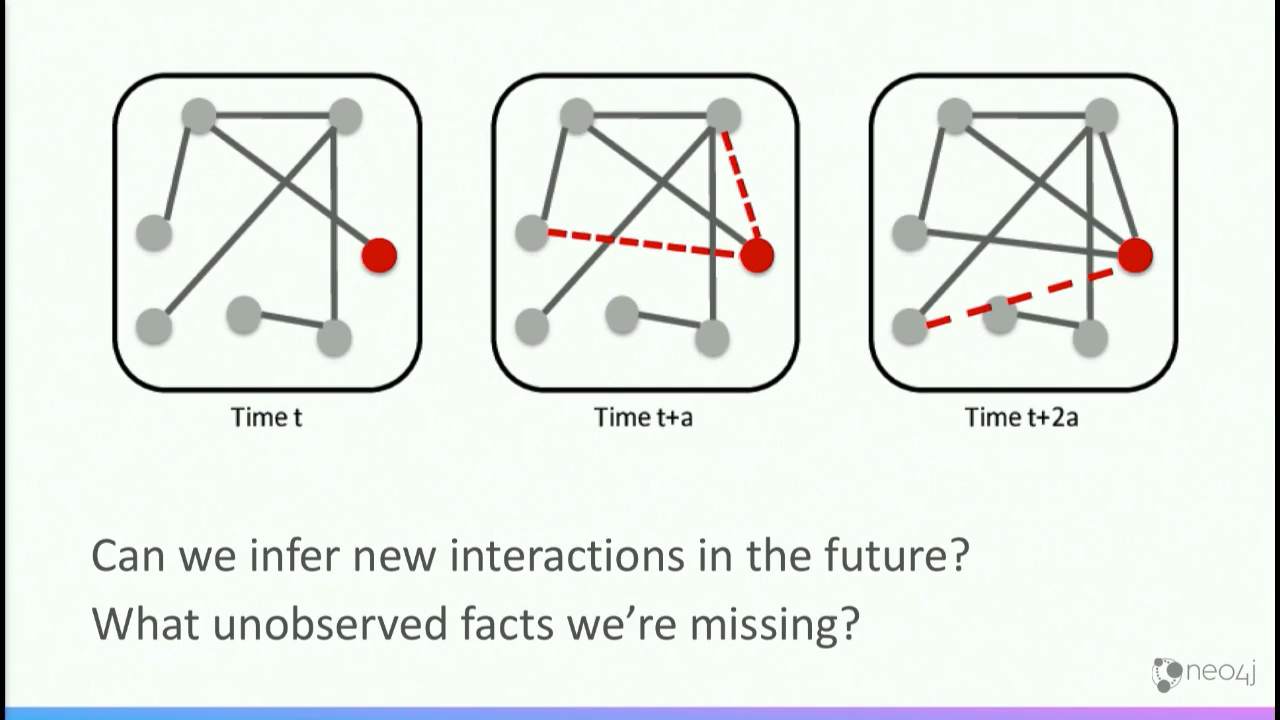 Time t
Time t+a
Time t+2a
Can we infer new interactions in the future?
What unobserved facts we’re missing?
neo4j